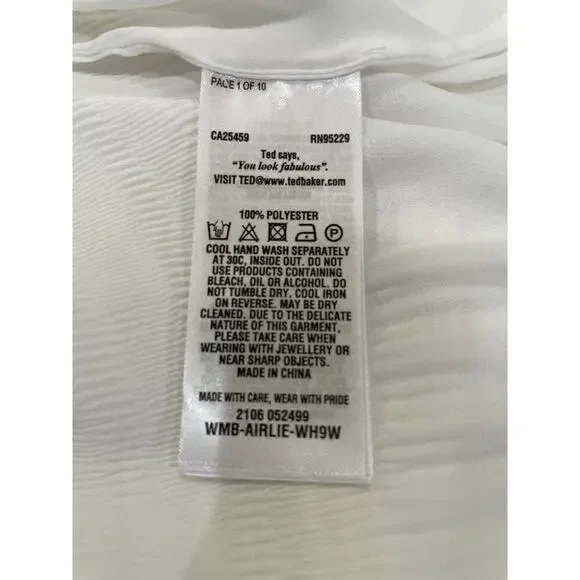 PAGE 1 OF 10
CA25459 RN95229
Ted says,
"You look fabulous".
VISIT TED@www.tedbaker.com
100% POLYESTER
P
COOL HAND WASH SEPARATELY
AT 30C, INSIDE OUT. DO NOT
USE PRODUCTS CONTAINING
BLEACH, OIL OR ALCOHOL. DO
NOT TUMBLE DRY. COOL IRON
ON REVERSE. MAY BE DRY
CLEANED. DUE TO THE DELICATE
NATURE OF THIS GARMENT,
PLEASE TAKE CARE WHEN
WEARING WITH JEWELLERY OR
NEAR SHARP OBJECTS.
MADE IN CHINA
MADE WITH CARE, WEAR WITH PRIDE
2106 052499
WMB-AIRLIE-WH9W